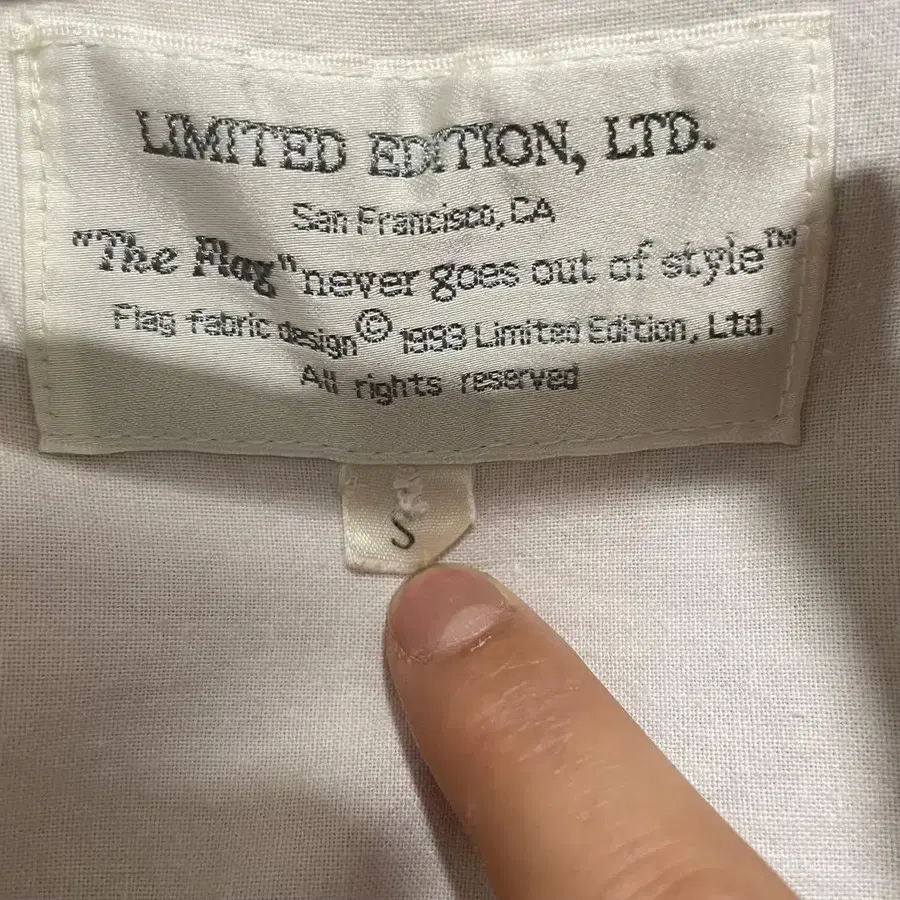 LIMITED EDITION, LTD.
San Francisco, CA
"The Flag" never goes out of style™
Flag fabric design © 1993 Limited Edition, Ltd.
All rights reserved
S